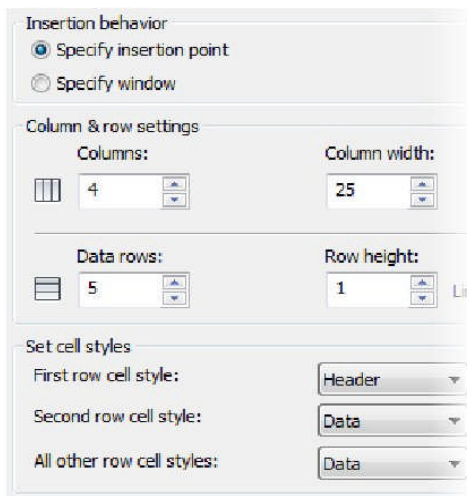 Insertion behavior
Specify insertion point
Specify window
Column & row settings
Columns: Column width:
4 25
Data rows: Row height:
5 1
Set cell styles
First row cell style: Header
Second row cell style: Data
All other row cell styles: Data